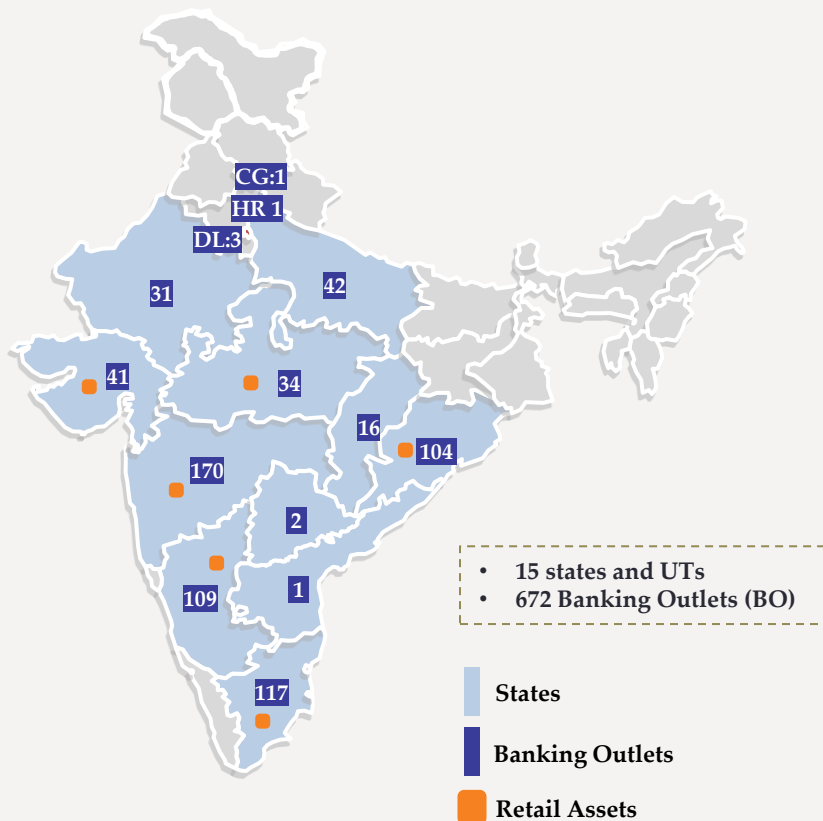 CG:1
HR 1
DL:3
31
42
41
34
16
104
170
2
109
1
117
• 15 states and UTs
• 672 Banking Outlets (BO)
States
Banking Outlets
Retail Assets